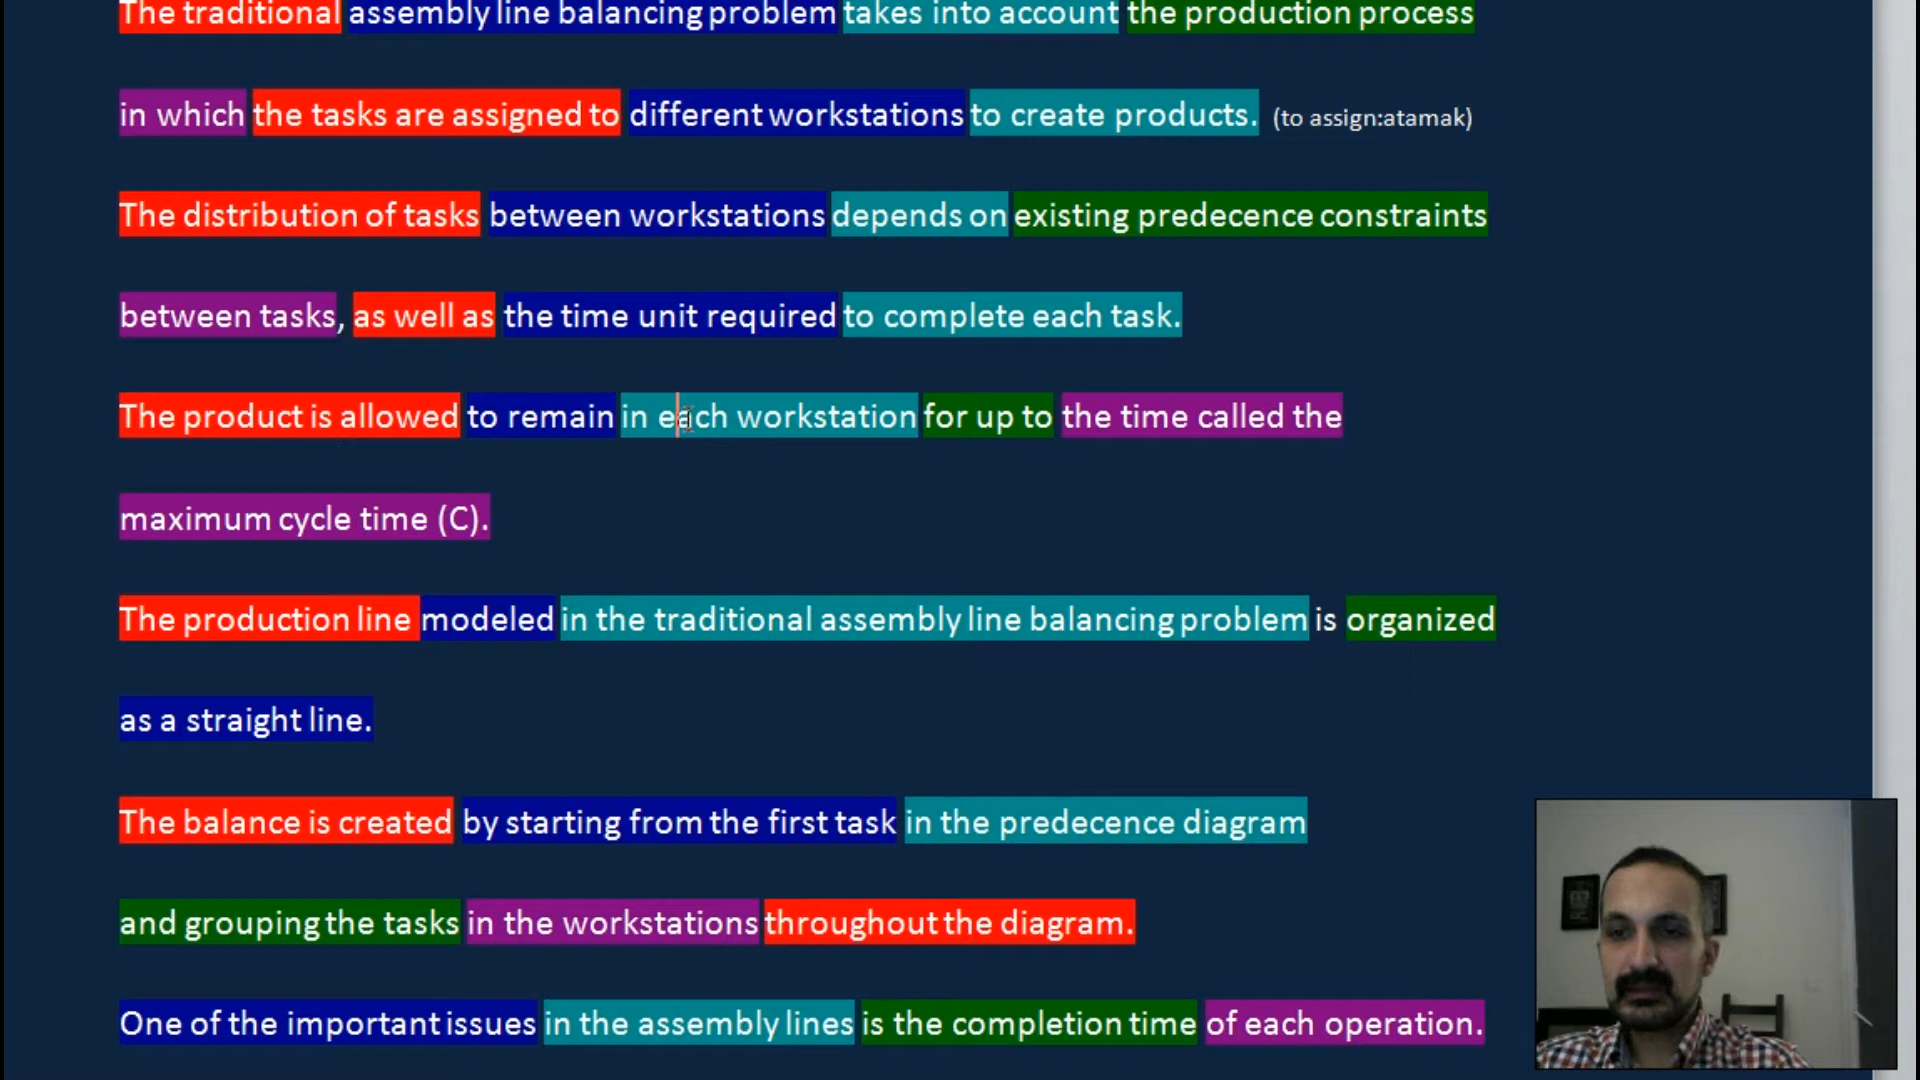 The traditional assembly line balancing problem takes into account the production process
in which the tasks are assigned to different workstations to create products. (to assign:atamak)
The distribution of tasks between workstations depends on existing predecence constraints
between tasks, as well as the time unit required to complete each task.
The product is allowed to remain in each workstation for up to the time called the
maximum cycle time (C).
The production line modeled in the traditional assembly line balancing problem is organized
as a straight line.
The balance is created by starting from the first task in the predecence diagram
and grouping the tasks in the workstations throughout the diagram.
One of the important issues in the assembly lines is the completion time of each operation.